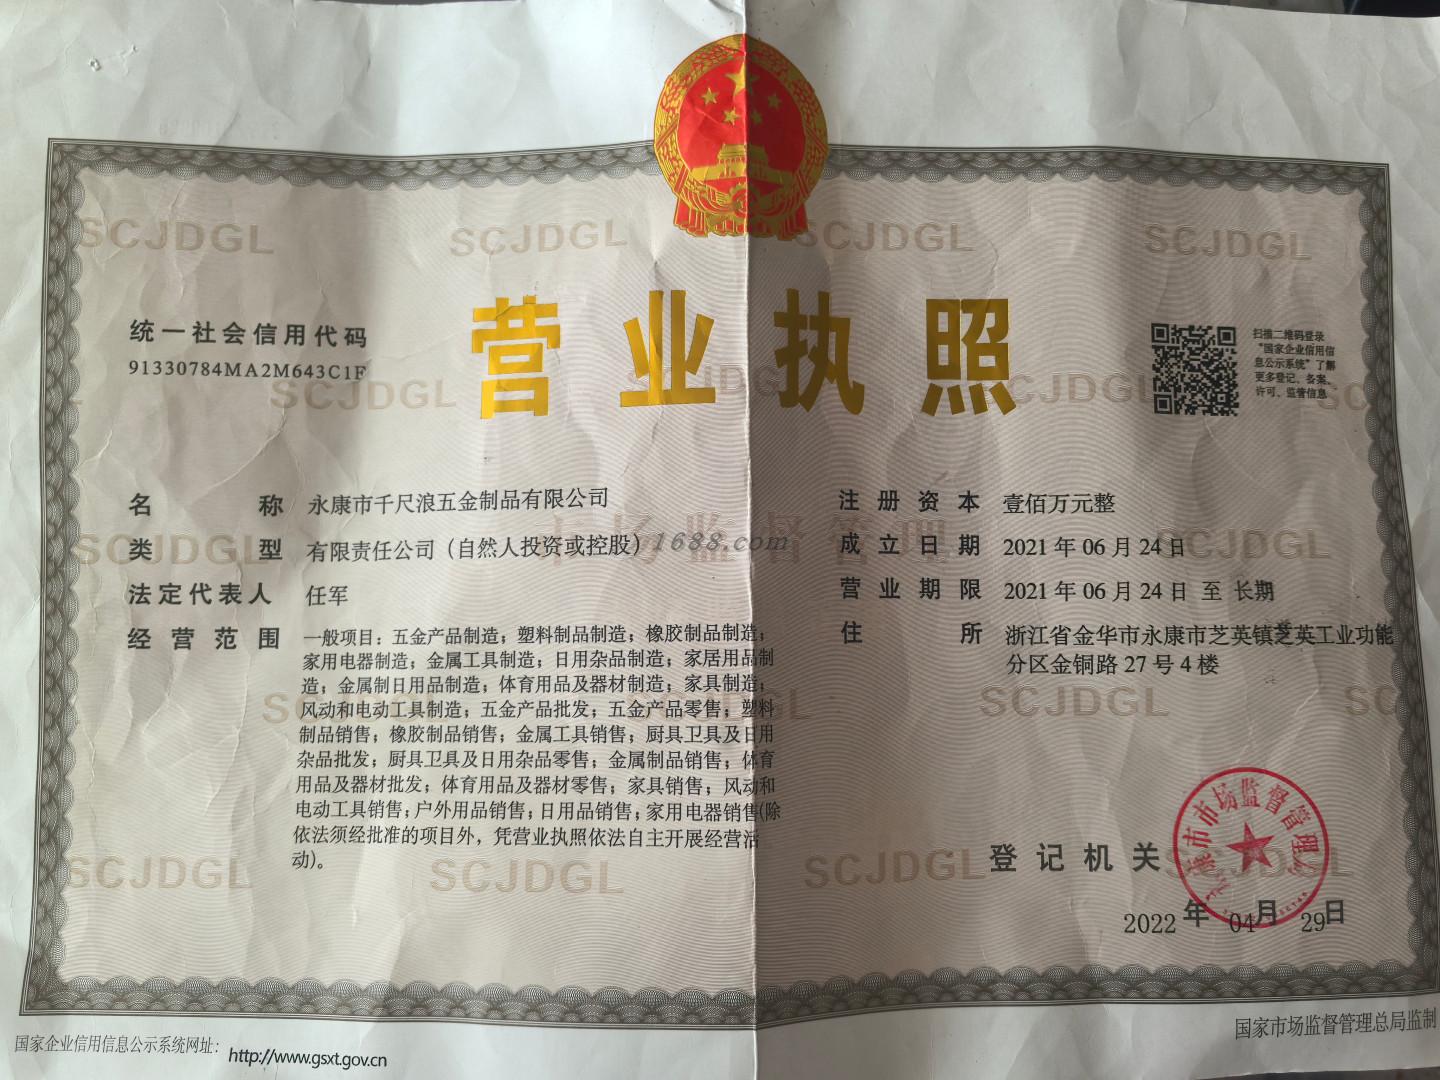 营业执照
统一社会信用代码
91330784MA2M643C1F
扫描二维码登录
“国家企业信用信
息公示系统”了解
更多登记、备案、
许可、监管信息
名称 永康市千尺浪五金制品有限公司
类型 有限责任公司（自然人投资或控股）
法定代表人 任军
经营范围 一般项目：五金产品制造；塑料制品制造；橡胶制品制造；
家用电器制造；金属工具制造；日用杂品制造；家居用品制
造；金属制日用品制造；体育用品及器材制造；家具制造；
风动和电动工具制造；五金产品批发；五金产品零售；塑料
制品销售；橡胶制品销售；金属工具销售；厨具卫具及日用
杂品批发；厨具卫具及日用杂品零售；金属制品销售；体育
用品及器材批发；体育用品及器材零售；家具销售；风动和
电动工具销售；户外用品销售；日用品销售；家用电器销售(除
依法须经批准的项目外，凭营业执照依法自主开展经营活
动)。
注册资本 壹佰万元整
成立日期 2021年06月24日
营业期限 2021年06月24日 至 长期
住所 浙江省金华市永康市芝英镇芝英工业功能
分区金铜路27号4楼
1688.com
市场监督管理
SCJDGL
登记机关
康市市场监督管理
2022年04月29日
国家企业信用信息公示系统网址：http://www.gsxt.gov.cn
国家市场监督管理总局监制